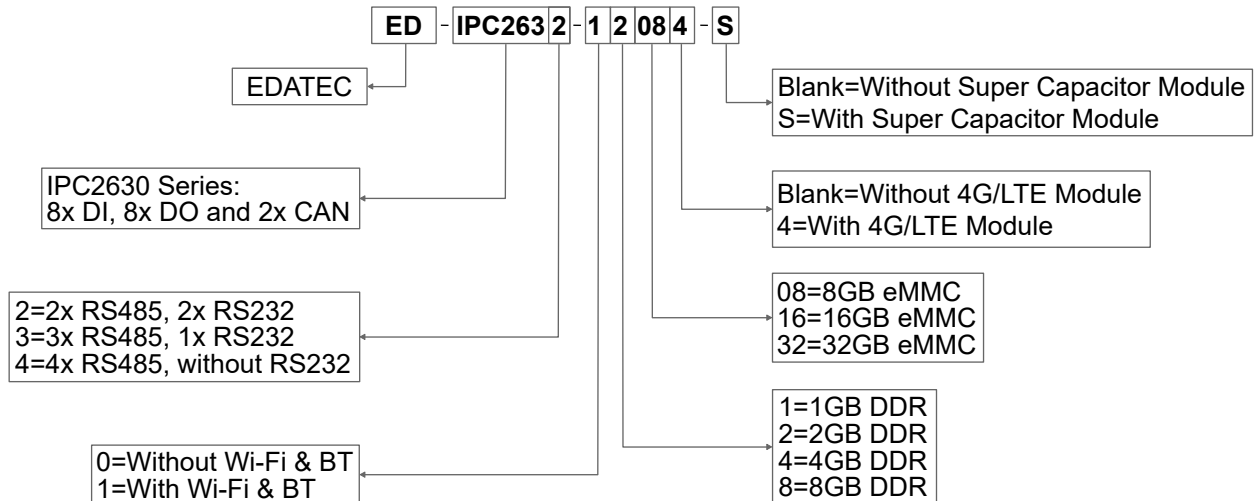 ED - IPC263 2 - 1 2 08 4 - S
EDATEC
Blank=Without Super Capacitor Module
S=With Super Capacitor Module
IPC2630 Series:
8x DI, 8x DO and 2x CAN
Blank=Without 4G/LTE Module
4=With 4G/LTE Module
2=2x RS485, 2x RS232
3=3x RS485, 1x RS232
4=4x RS485, without RS232
08=8GB eMMC
16=16GB eMMC
32=32GB eMMC
0=Without Wi-Fi & BT
1=With Wi-Fi & BT
1=1GB DDR
2=2GB DDR
4=4GB DDR
8=8GB DDR